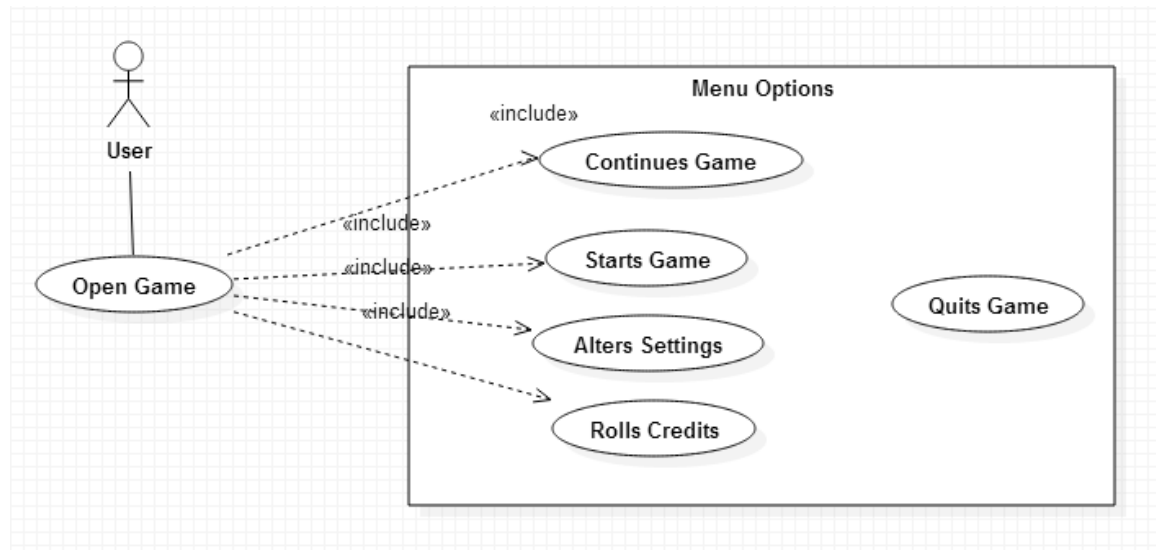 Menu Options
«include»
User
Continues Game
«include»
Starts Game
«include»
Open Game
Quits Game
«include»
Alters Settings
Rolls Credits